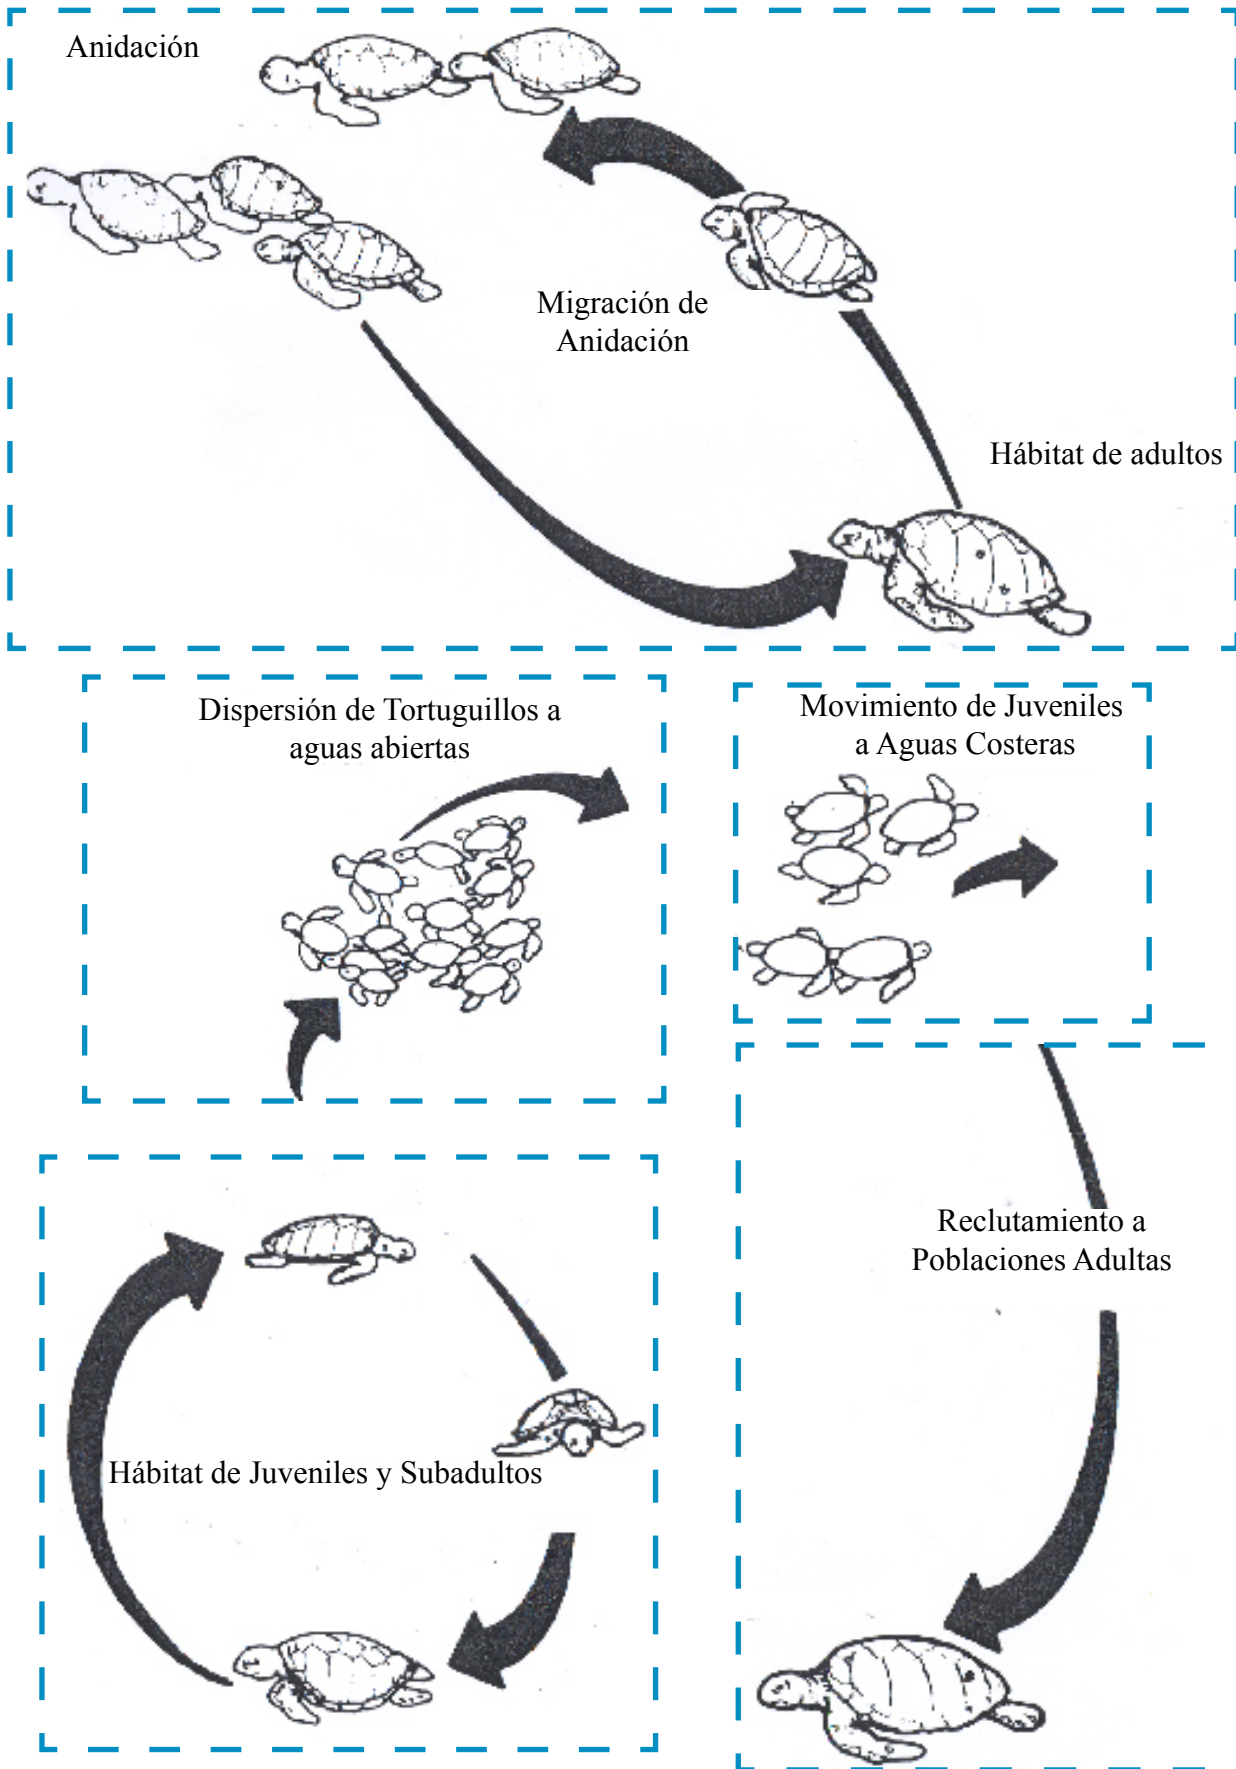 Anidación
Migración de
Anidación
Hábitat de adultos
Dispersión de Tortuguillos a
aguas abiertas
Movimiento de Juveniles
a Aguas Costeras
Reclutamiento a
Poblaciones Adultas
Hábitat de Juveniles y Subadultos